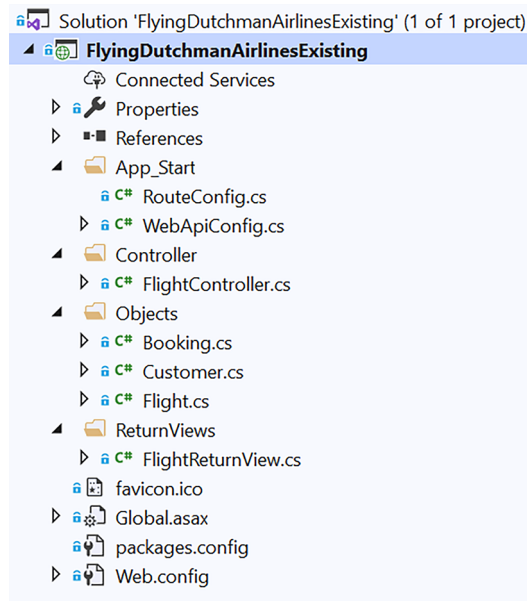 Solution 'FlyingDutchmanAirlinesExisting' (1 of 1 project)
FlyingDutchmanAirlinesExisting
Connected Services
Properties
References
App_Start
C# RouteConfig.cs
C# WebApiConfig.cs
Controller
C# FlightController.cs
Objects
C# Booking.cs
C# Customer.cs
C# Flight.cs
ReturnViews
C# FlightReturnView.cs
favicon.ico
Global.asax
packages.config
Web.config